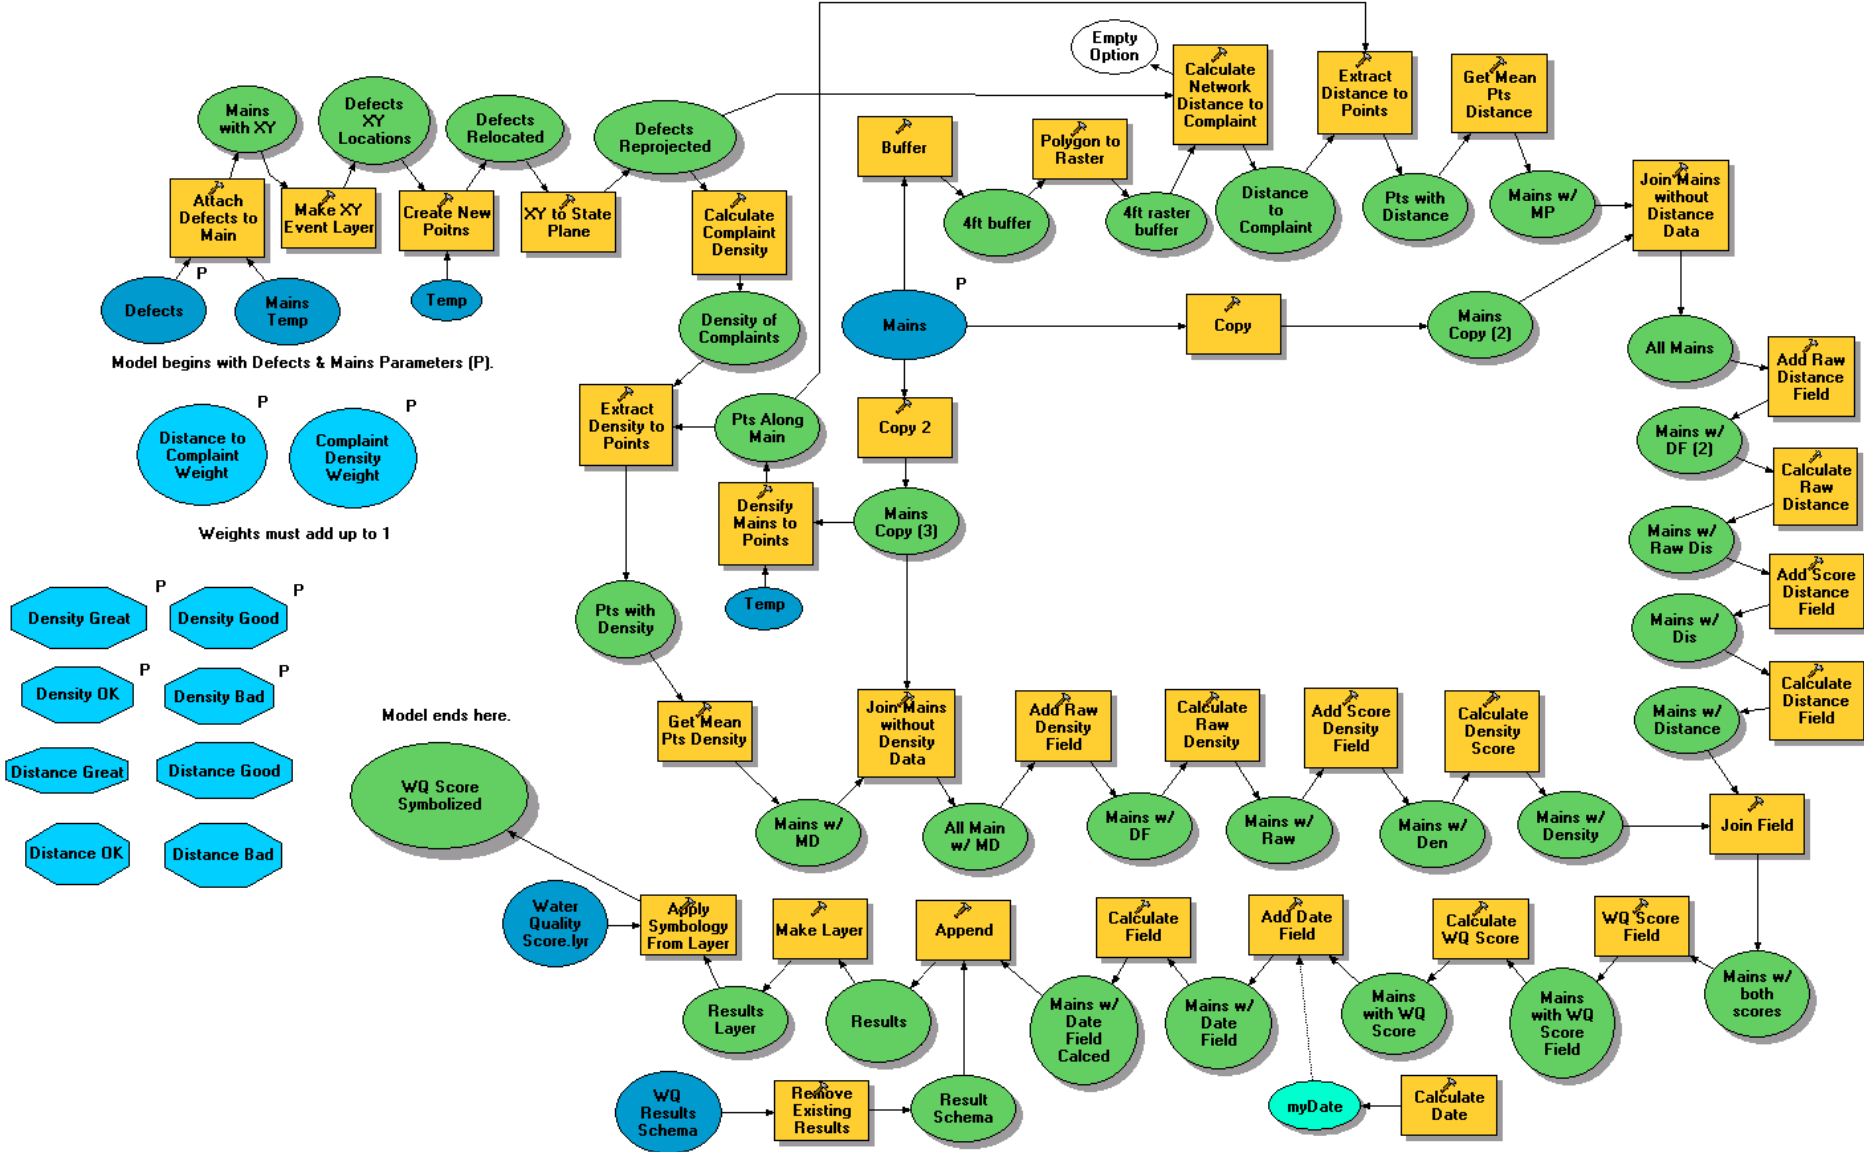 Empty
Option
Calculate
Network
Distance to
Complaint
Extract
Distance to
Points
Get Mean
Pts
Distance
Mains
with XY
Defects
XY
Locations
Defects
Relocated
Defects
Reprojected
Buffer
Polygon to
Raster
Attach
Defects to
Main
Make XY
Event Layer
Create New
Poitns
XY to State
Plane
Calculate
Complaint
Density
4ft buffer
4ft raster
buffer
Distance
to
Complaint
Pts with
Distance
Mains w/
MP
Join Mains
without
Distance
Data
P
Defects
Mains
Temp
Temp
Density of
Complaints
P
Mains
Copy
Mains
Copy (2)
All Mains
Add Raw
Distance
Field
Model begins with Defects & Mains Parameters (P).
P
P
Distance to
Complaint
Weight
Complaint
Density
Weight
Extract
Density to
Points
Pts Along
Main
Copy 2
Mains w/
DF (2)
Calculate
Raw
Distance
Weights must add up to 1
Densify
Mains to
Points
Mains
Copy (3)
Mains w/
Raw Dis
Add Score
Distance
Field
P
P
Density Great
Density Good
Pts with
Density
Temp
Mains w/
Dis
P
P
Density OK
Density Bad
Calculate
Distance
Field
Model ends here.
Get Mean
Pts Density
Join Mains
without
Density
Data
Add Raw
Density
Field
Calculate
Raw
Density
Add Score
Density
Field
Calculate
Density
Score
Mains w/
Distance
Distance Great
Distance Good
WQ Score
Symbolized
Mains w/
MD
All Main
w/ MD
Mains w/
DF
Mains w/
Raw
Mains w/
Den
Mains w/
Density
Join Field
Distance OK
Distance Bad
Water
Quality
Score.lyr
Apply
Symbology
From Layer
Make Layer
Append
Calculate
Field
Add Date
Field
Calculate
WQ Score
WQ Score
Field
Results
Layer
Results
Mains w/
Date
Field
Calced
Mains w/
Date
Field
Mains
with WQ
Score
Mains
with WQ
Score
Field
Mains w/
both
scores
WQ
Results
Schema
Remove
Existing
Results
Result
Schema
myDate
Calculate
Date